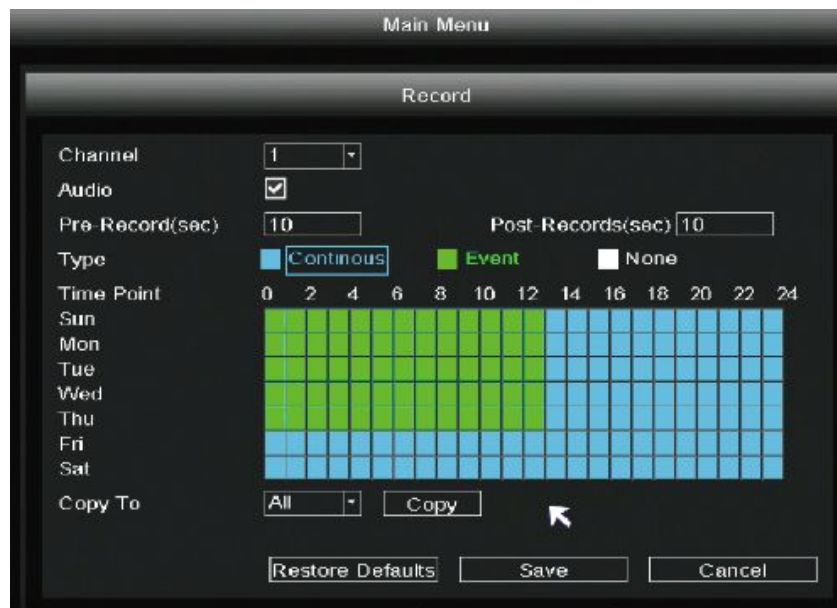 Main Menu
Record
Channel 1
Audio
Pre-Record(sec) 10 Post-Records(sec) 10
Type Continous Event None
Time Point 0 2 4 6 8 10 12 14 16 18 20 22 24
Sun
Mon
Tue
Wed
Thu
Fri
Sat
Copy To All Copy
Restore Defaults Save Cancel